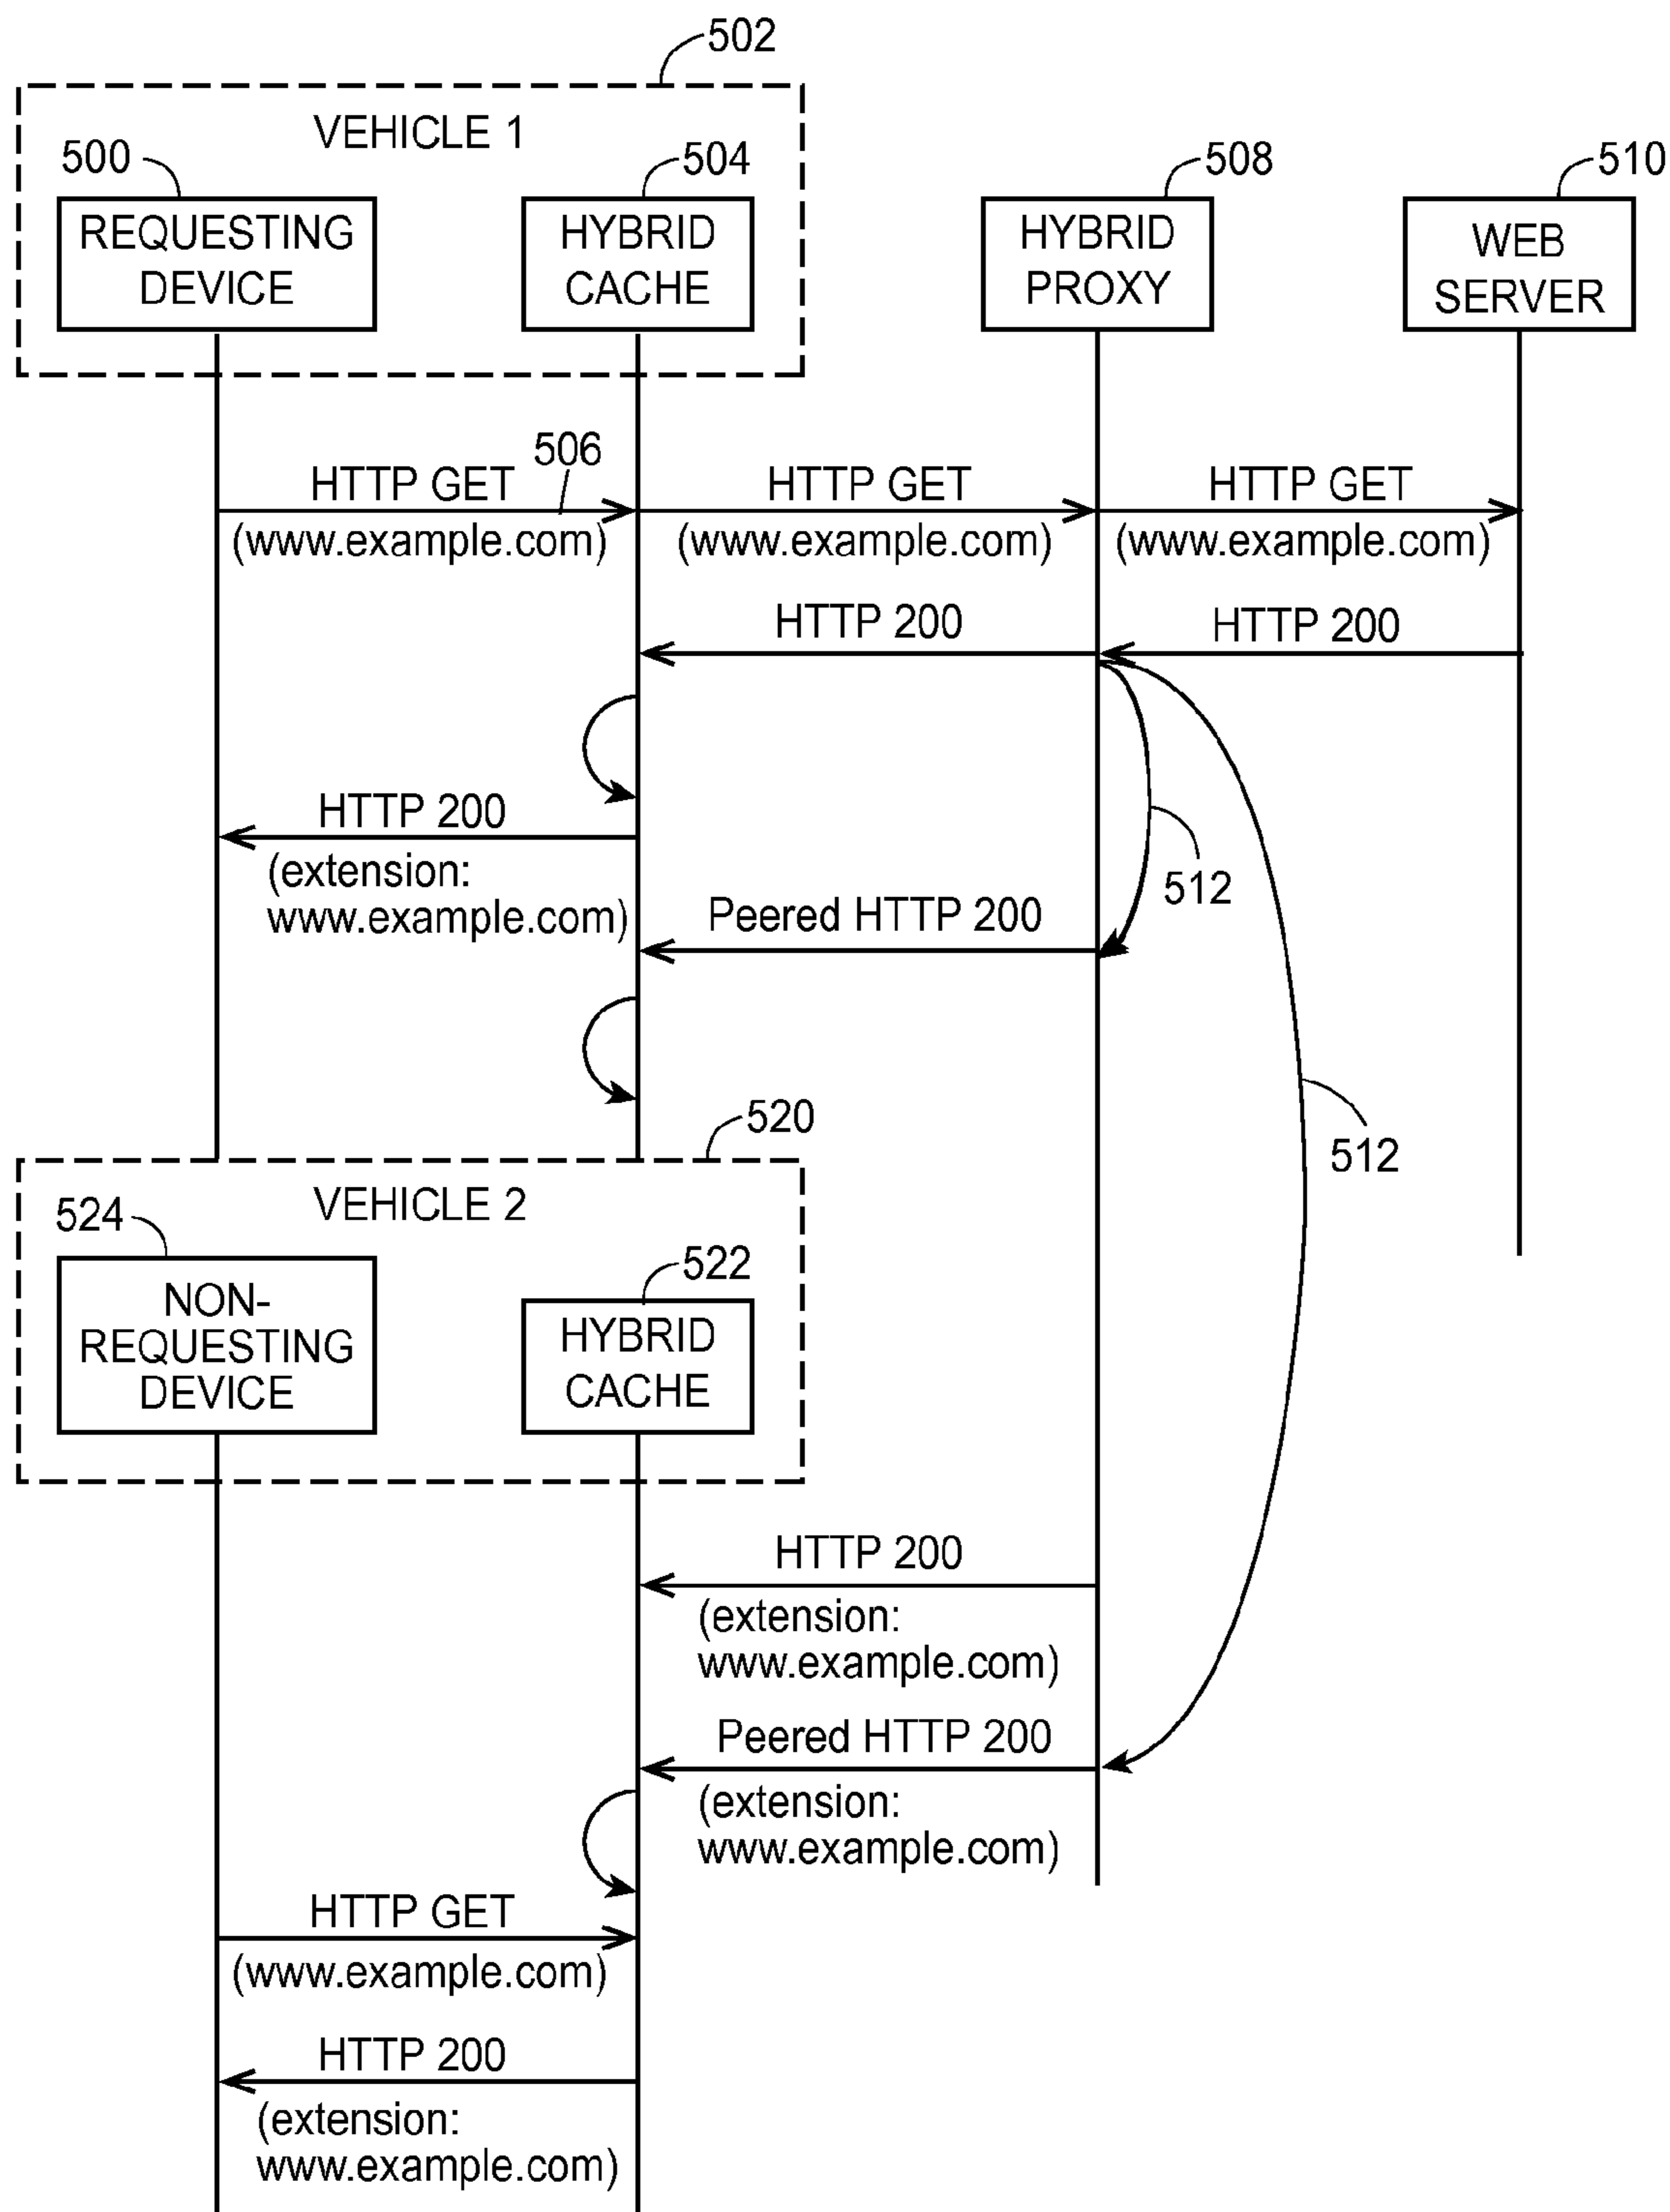 502
VEHICLE 1
500
504
508
510
REQUESTING
DEVICE
HYBRID
CACHE
HYBRID
PROXY
WEB
SERVER
506
HTTP GET
(www.example.com)
HTTP GET
(www.example.com)
HTTP GET
(www.example.com)
HTTP 200
HTTP 200
HTTP 200
(extension:
www.example.com)
512
Peered HTTP 200
512
520
VEHICLE 2
524
522
NON-
REQUESTING
DEVICE
HYBRID
CACHE
HTTP 200
(extension:
www.example.com)
Peered HTTP 200
(extension:
www.example.com)
HTTP GET
(www.example.com)
HTTP 200
(extension:
www.example.com)